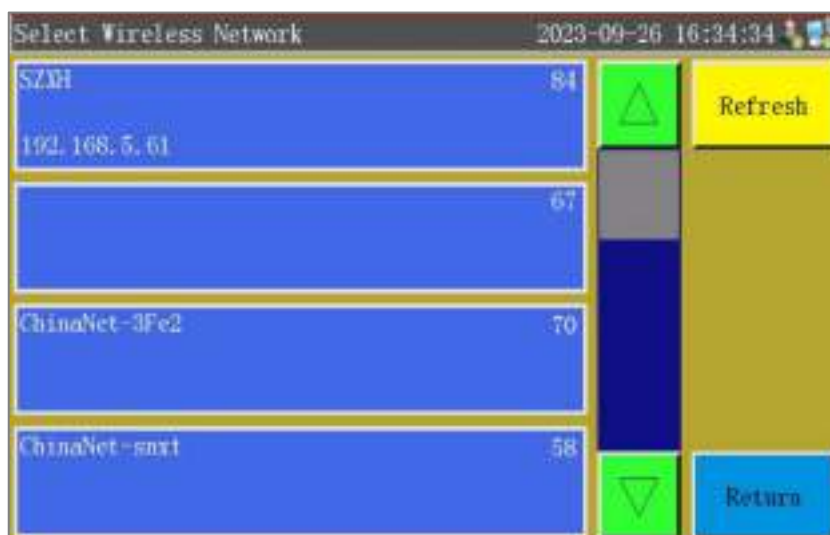 Select Wireless Network 2023-09-26 16:34:34
SZXH 84
192.168.5.61
67
ChinaNet-3Fe2 70
ChinaNet-snxt 58
Refresh
Return